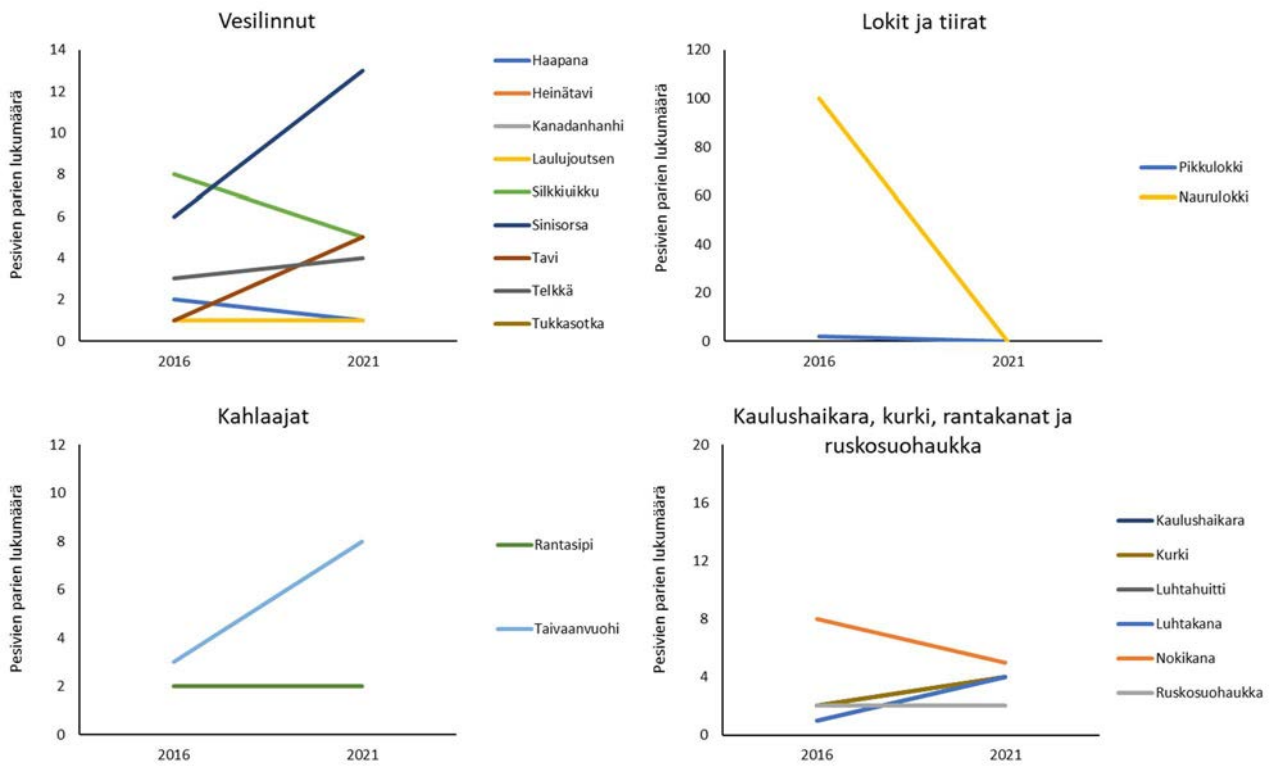 Vesilinnut
Pesivien parien lukumäärä
14
12
10
8
6
4
2
0
2016
2021
Haapana
Heinätavi
Kanadanhanhi
Laulujoutsen
Silkkiuikku
Sinisorsa
Tavi
Telkkä
Tukkasotka
Lokit ja tiirat
Pesivien parien lukumäärä
120
100
80
60
40
20
0
2016
2021
Pikkulokki
Naurulokki
Kahlaajat
Pesivien parien lukumäärä
12
10
8
6
4
2
0
2016
2021
Rantasipi
Taivaanvuohi
Kaulushaikara, kurki, rantakanat ja
ruskosuohaukka
Pesivien parien lukumäärä
20
16
12
8
4
0
2016
2021
Kaulushaikara
Kurki
Luhtahuitti
Luhtakana
Nokikana
Ruskosuohaukka